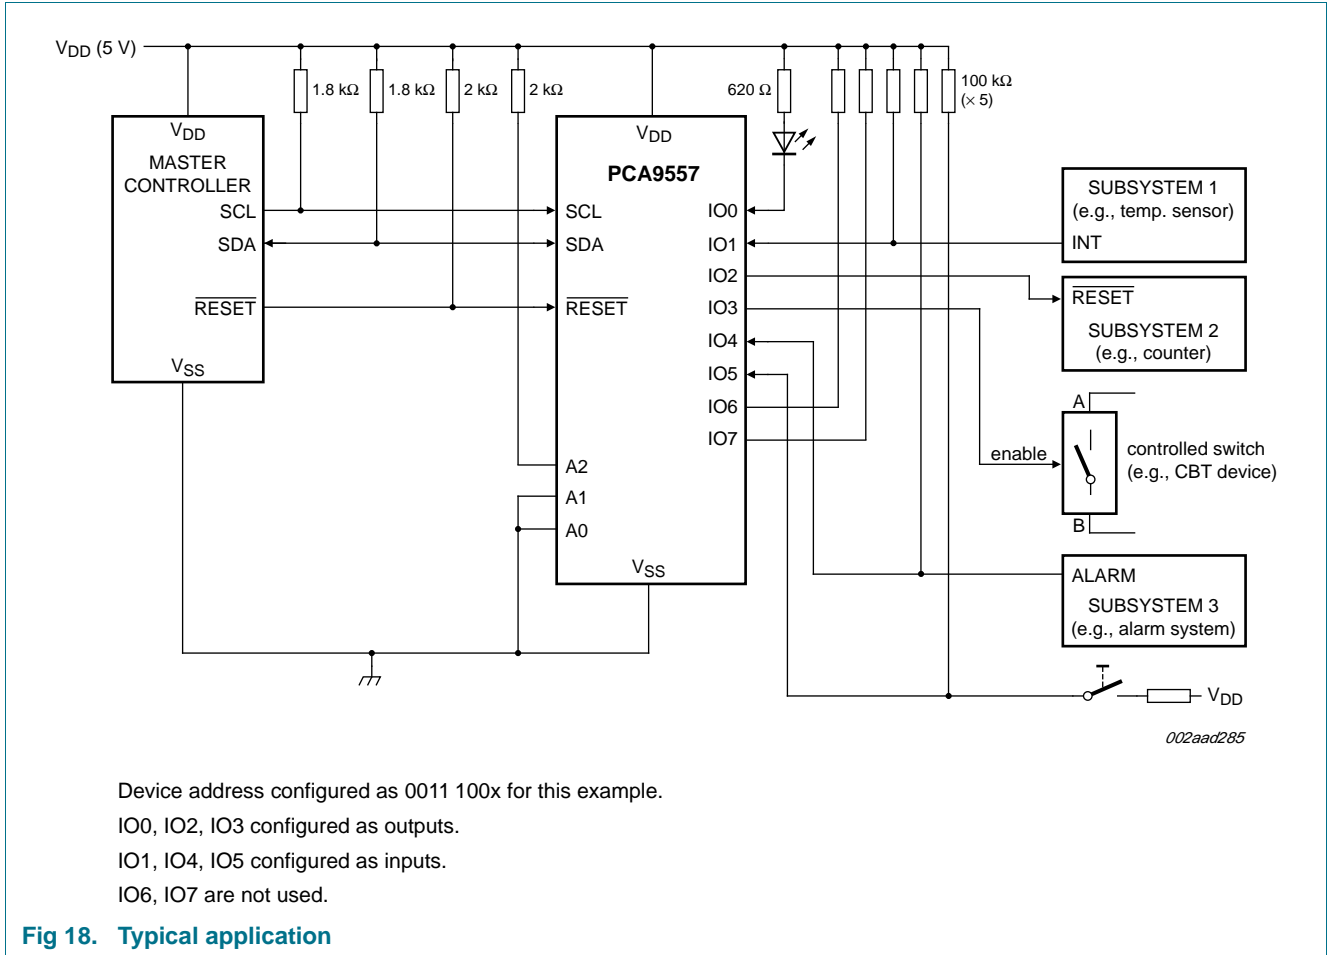 VDD (5 V)
1.8 kΩ
1.8 kΩ
2 kΩ
2 kΩ
620 Ω
100 kΩ
(× 5)
VDD
MASTER
CONTROLLER
SCL
SDA
RESET
VSS
VDD
PCA9557
SCL
SDA
RESET
A2
A1
A0
VSS
IO0
IO1
IO2
IO3
IO4
IO5
IO6
IO7
SUBSYSTEM 1
(e.g., temp. sensor)
INT
RESET
SUBSYSTEM 2
(e.g., counter)
A
enable
B
controlled switch
(e.g., CBT device)
ALARM
SUBSYSTEM 3
(e.g., alarm system)
VDD
002aad285
Device address configured as 0011 100x for this example.
IO0, IO2, IO3 configured as outputs.
IO1, IO4, IO5 configured as inputs.
IO6, IO7 are not used.
Fig 18. Typical application